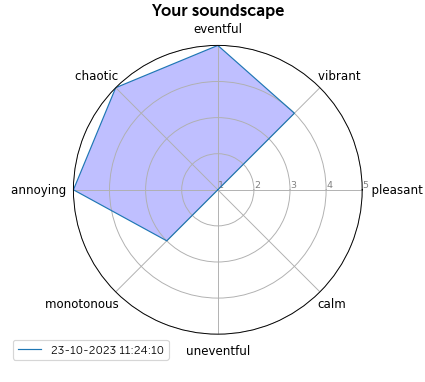 Your soundscape
eventful
chaotic
vibrant
annoying
1
2
3
4
5
pleasant
monotonous
calm
uneventful
23-10-2023 11:24:10